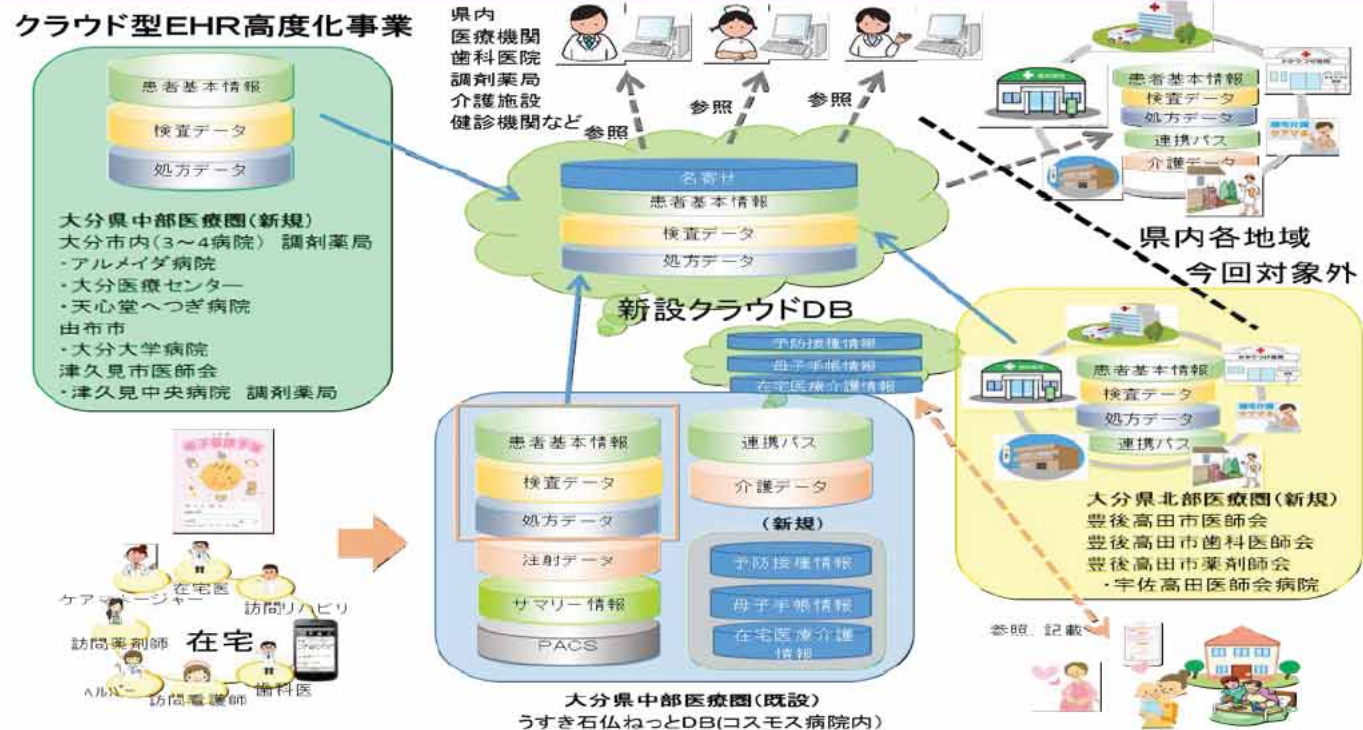 クラウド型EHR高度化事業
患者基本情報
検査データ
処方データ
大分県中部医療圏(新規)
大分市内(3～4病院) 調剤薬局
・アルメイダ病院
・大分医療センター
・天心堂へつぎ病院
由布市
・大分大学病院
津久見市医師会
・津久見中央病院 調剤薬局
県内
医療機関
歯科医院
調剤薬局
介護施設
健診機関など
参照
参照
参照
名寄せ
患者基本情報
検査データ
処方データ
新設クラウドDB
予防接種情報
母子手帳情報
在宅医療介護情報
患者基本情報
検査データ
処方データ
連携パス
介護データ
県内各地域
今回対象外
患者基本情報
検査データ
処方データ
連携パス
大分県北部医療圏(新規)
豊後高田市医師会
豊後高田市歯科医師会
豊後高田市薬剤師会
・宇佐高田医師会病院
患者基本情報
検査データ
処方データ
注射データ
サマリー情報
PACS
連携パス
介護データ
(新規)
予防接種情報
母子手帳情報
在宅医療介護
情報
大分県中部医療圏(既設)
うすき石仏ねっとDB(コスモス病院内)
在宅医
ケアマネージャー
訪問リハビリ
訪問薬剤師
在宅
ヘルパー
訪問看護師
歯科医
参照、記載